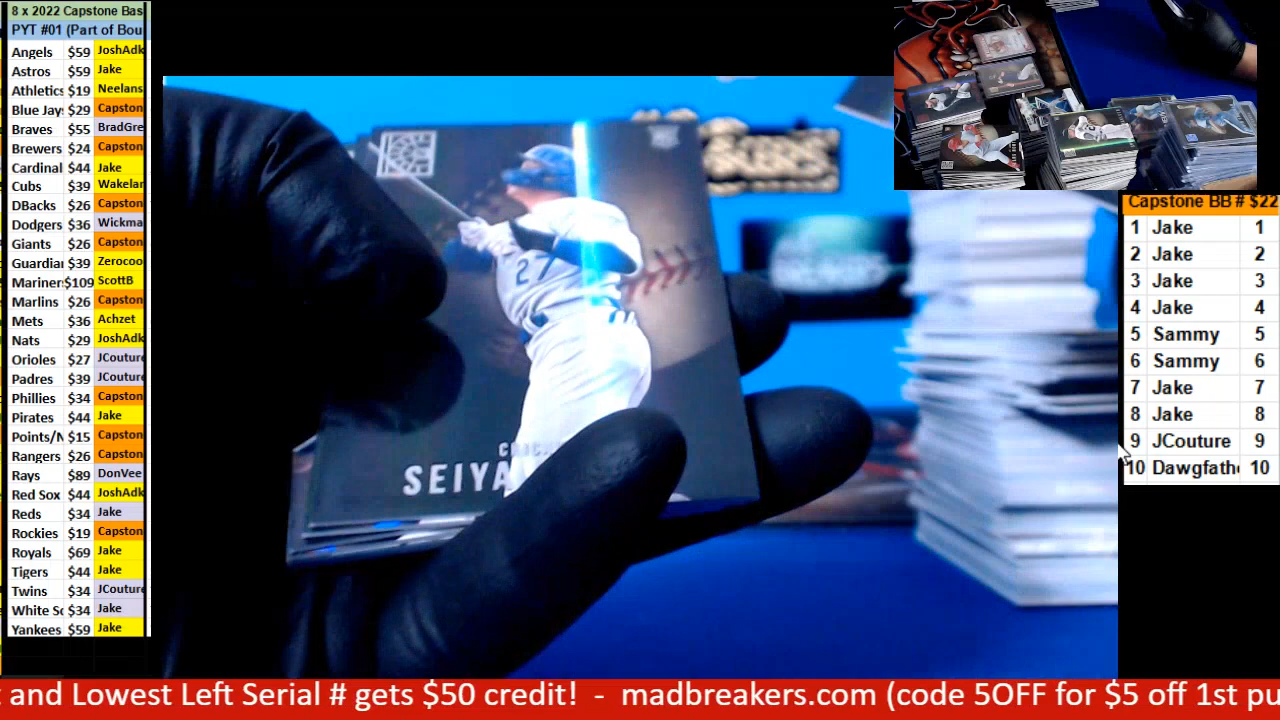 8 x 2022 Capstone Bas
PYT #01 (Part of Bou
Angels $59 JoshAdk
Astros $59 Jake
Athletics $19 Neelans
Blue Jay $29 Capston
Braves $55 BradGre
Brewers $24 Capston
Cardinal $44 Jake
Cubs $39 Wakelar
DBacks $26 Capston
Dodgers $36 Wickma
Giants $26 Capston
Guardia $39 Zerocoo
Mariner $109 ScottB
Marlins $26 Capston
Mets $36 Achzet
Nats $29 JoshAdk
Orioles $27 JCouture
Padres $39 JCouture
Phillies $34 Capston
Pirates $44 Jake
Points/N $15 Capston
Rangers $26 Capston
Rays $89 DonVee
Red Sox $44 JoshAdk
Reds $34 Jake
Rockies $19 Capston
Royals $69 Jake
Tigers $44 Jake
Twins $34 JCouture
White So $34 Jake
Yankees $59 Jake
27
SEIYA
Capstone BB # $22
1 Jake 1
2 Jake 2
3 Jake 3
4 Jake 4
5 Sammy 5
6 Sammy 6
7 Jake 7
8 Jake 8
9 JCouture 9
10 Dawgfath 10
and Lowest Left Serial # gets $50 credit! - madbreakers.com (code 5OFF for $5 off 1st pu